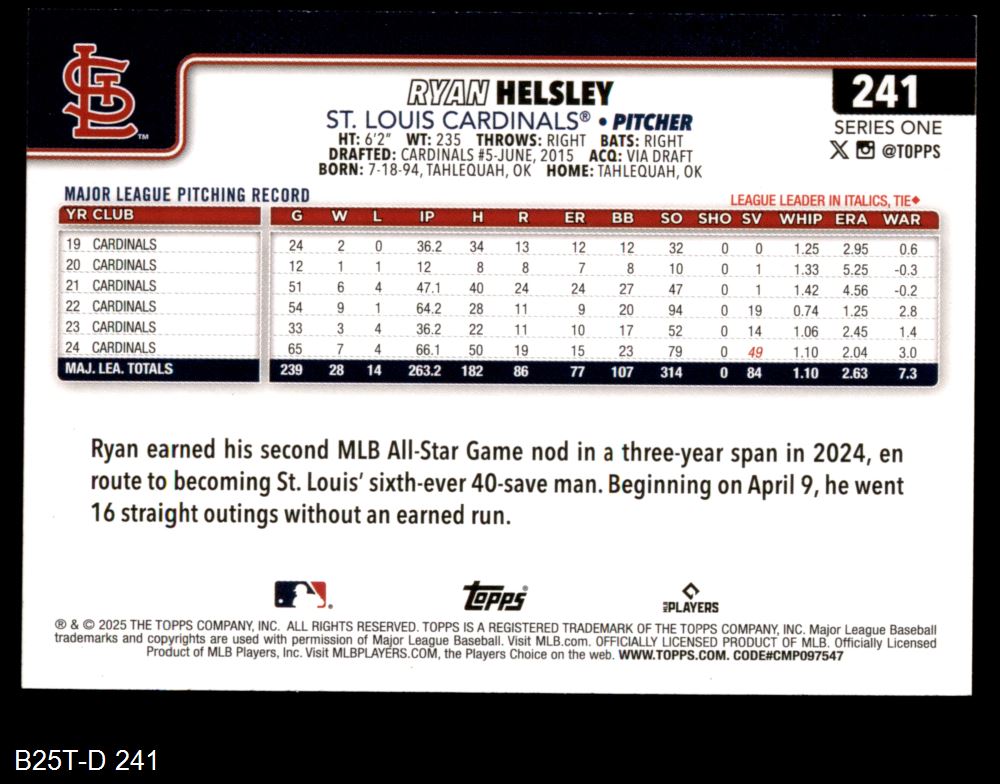 STL ™
RYAN HELSLEY
241
ST. LOUIS CARDINALS® • PITCHER
SERIES ONE
@TOPPS
HT: 6'2" WT: 235 THROWS: RIGHT BATS: RIGHT
DRAFTED: CARDINALS #5-JUNE, 2015 ACQ: VIA DRAFT
BORN: 7-18-94, TAHLEQUAH, OK HOME: TAHLEQUAH, OK
MAJOR LEAGUE PITCHING RECORD LEAGUE LEADER IN ITALICS, TIE◆
YR CLUB G W L IP H R ER BB SO SHO SV WHIP ERA WAR
19 CARDINALS 24 2 0 36.2 34 13 12 12 32 0 0 1.25 2.95 0.6
20 CARDINALS 12 1 1 12 8 8 7 8 10 0 1 1.33 5.25 -0.3
21 CARDINALS 51 6 4 47.1 40 24 24 27 47 0 1 1.42 4.56 -0.2
22 CARDINALS 54 9 1 64.2 28 11 9 20 94 0 19 0.74 1.25 2.8
23 CARDINALS 33 3 4 36.2 22 11 10 17 52 0 14 1.06 2.45 1.4
24 CARDINALS 65 7 4 66.1 50 19 15 23 79 0 49 1.10 2.04 3.0
MAJ. LEA. TOTALS 239 28 14 263.2 182 86 77 107 314 0 84 1.10 2.63 7.3
Ryan earned his second MLB All-Star Game nod in a three-year span in 2024, en
route to becoming St. Louis' sixth-ever 40-save man. Beginning on April 9, he went
16 straight outings without an earned run.
Topps® MLB PLAYERS
® & © 2025 THE TOPPS COMPANY, INC. ALL RIGHTS RESERVED. TOPPS IS A REGISTERED TRADEMARK OF THE TOPPS COMPANY, INC. Major League Baseball
trademarks and copyrights are used with permission of Major League Baseball. Visit MLB.com. OFFICIALLY LICENSED PRODUCT OF MLB. Officially Licensed
Product of MLB Players, Inc. Visit MLBPLAYERS.COM, the Players Choice on the web. WWW.TOPPS.COM. CODE#CMP097547
B25T-D 241